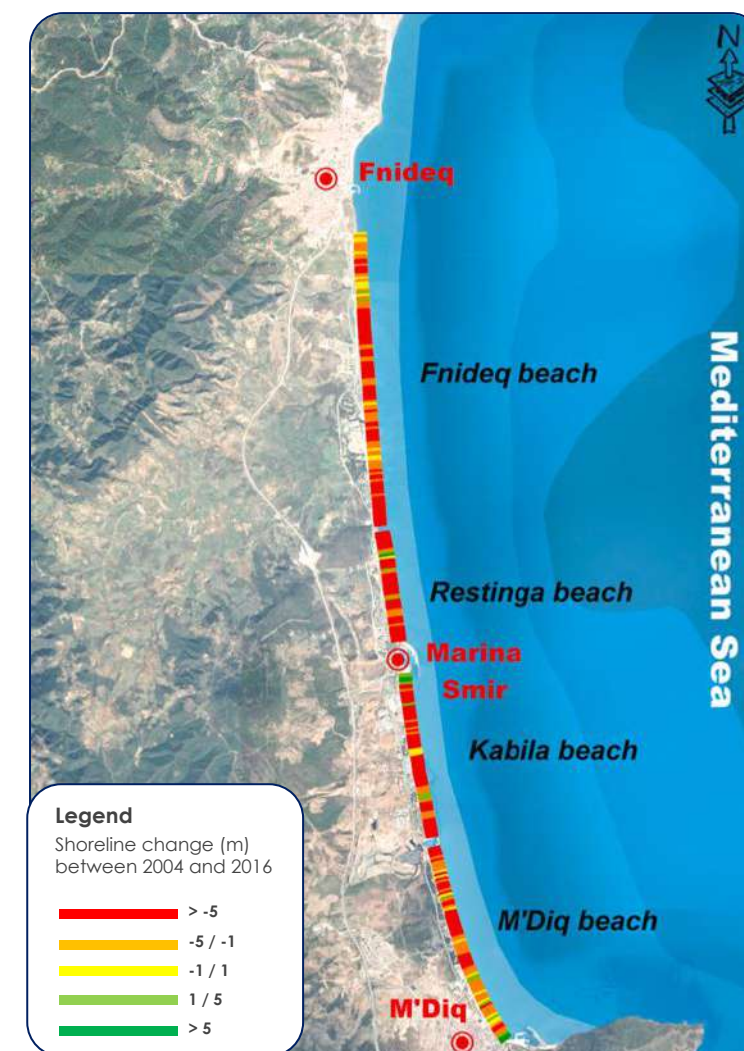 N
Fnideq
Fnideq beach
Mediterranean Sea
Restinga beach
Marina
Smir
Kabila beach
M'Diq beach
M'Diq
Legend
Shoreline change (m)
between 2004 and 2016
> -5
-5 / -1
-1 / 1
1 / 5
> 5